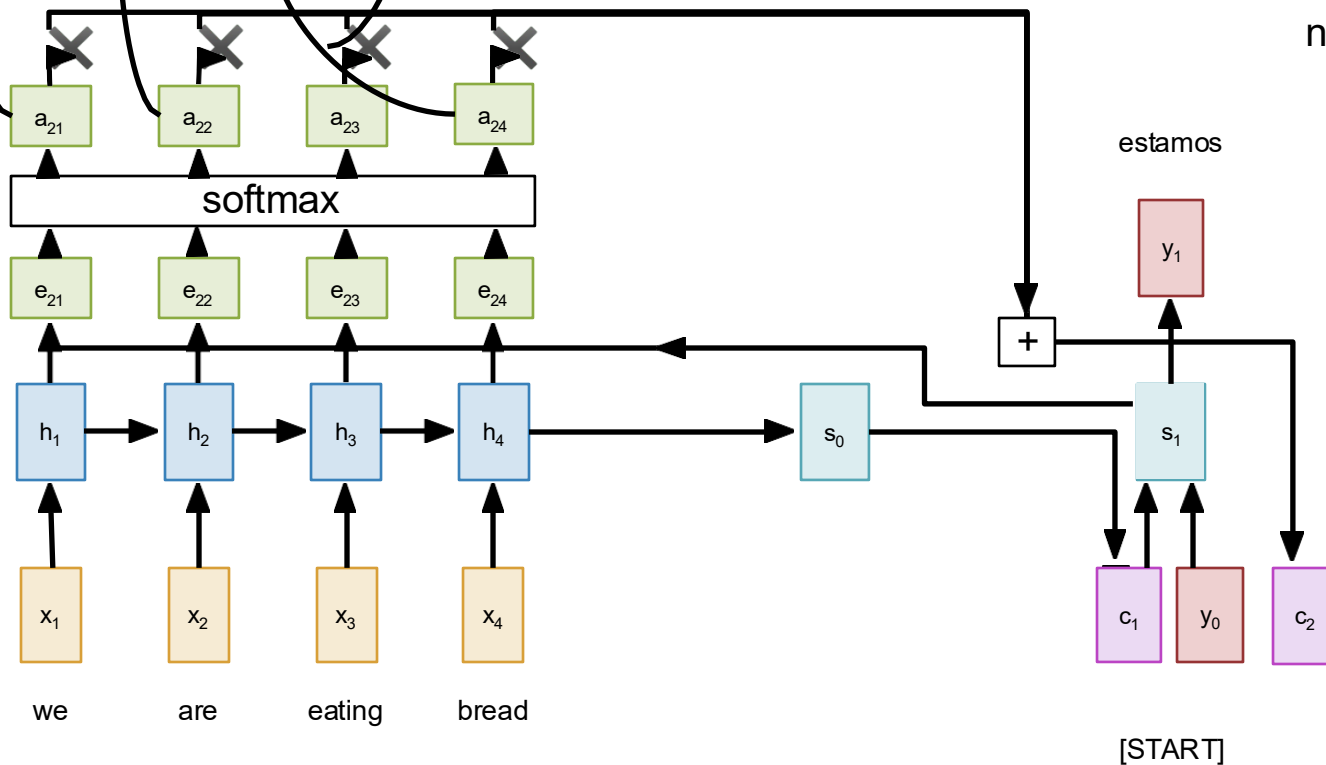 n
a21 a22 a23 a24
estamos
softmax
y1
e21 e22 e23 e24
+
h1 h2 h3 h4 s0 s1
x1 x2 x3 x4 c1 y0 c2
we are eating bread
[START]